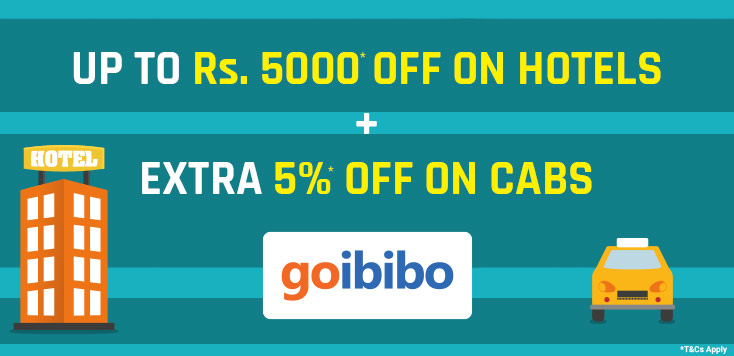 UP TO Rs. 5000* OFF ON HOTELS
+
EXTRA 5%* OFF ON CABS
HOTEL
goibibo
*T&Cs Apply